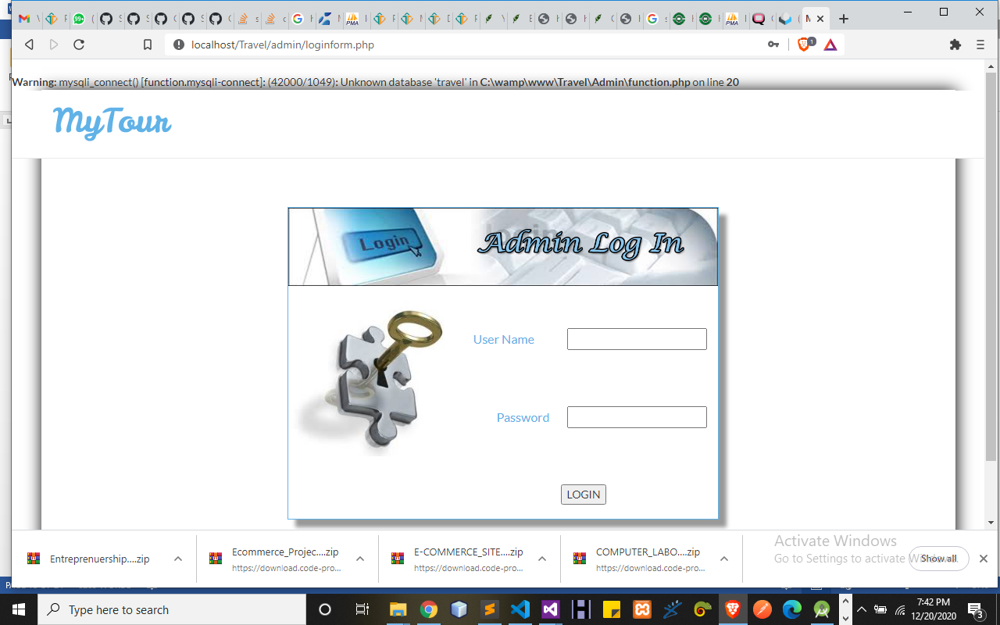 localhost/Travel/admin/loginform.php
1
Warning: mysqli_connect() [function.mysqli-connect]: (42000/1049): Unknown database 'travel' in C:\wamp\www\Travel\Admin\function.php on line 20
MyTour
Login
Admin Log In
User Name
Password
LOGIN
Entreprenuership....zip
Ecommerce_Projec....zip
https://download.code-pro...
E-COMMERCE_SITE....zip
https://download.code-pro...
COMPUTER_LABO....zip
https://download.code-pro...
Activate Windows
Go to Settings to activate Windows.
Show all
Type here to search
7:42 PM
12/20/2020
3